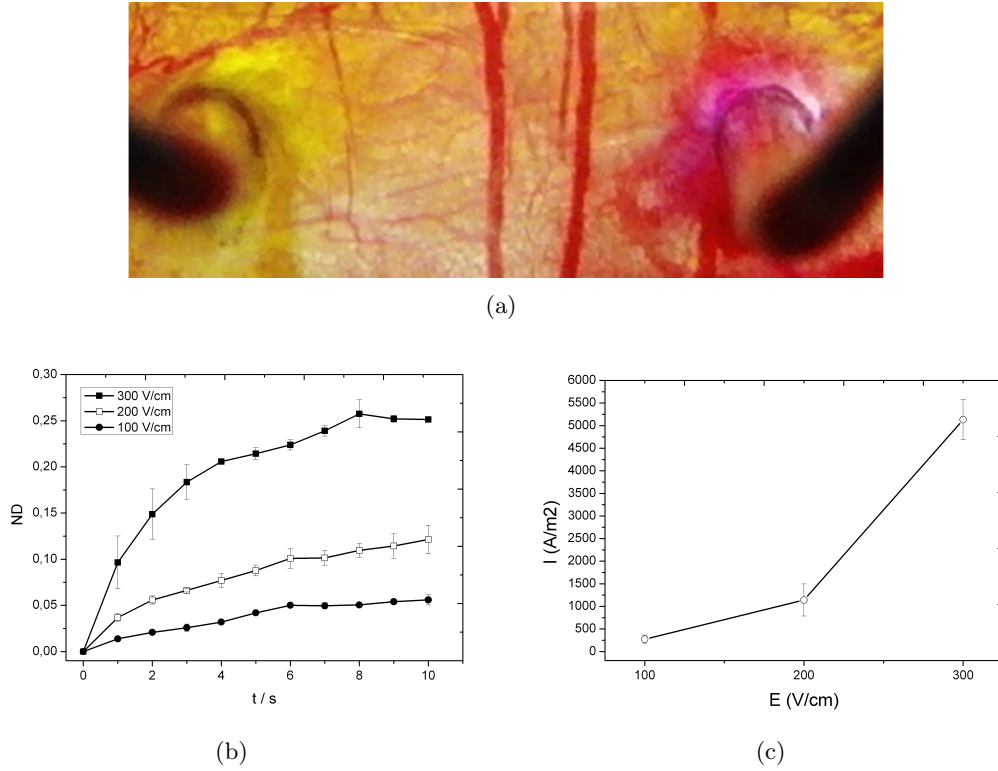 (a)
0,30
0,25
0,20
0,15
0,10
0,05
0,00
ND
300 V/cm
200 V/cm
100 V/cm
0 2 4 6 8 10
t / s
(b)
6000
5500
5000
4500
4000
3500
3000
2500
2000
1500
1000
500
0
I (A/m2)
100 200 300
E (V/cm)
(c)